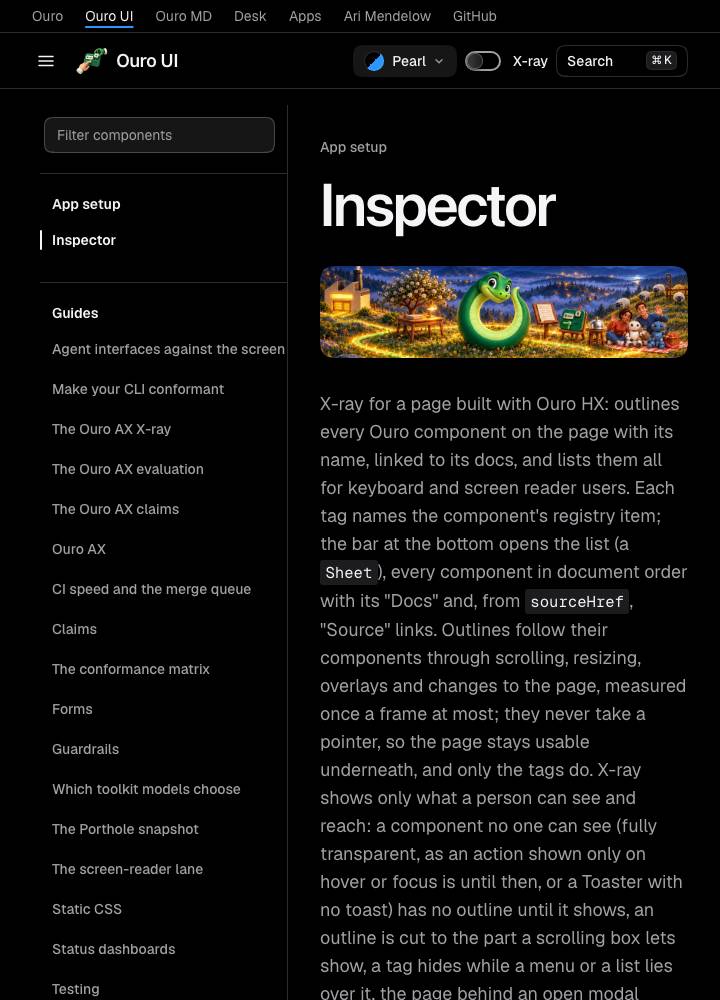 Ouro Ouro UI Ouro MD Desk Apps Ari Mendelow GitHub
Ouro UI Pearl X-ray Search ⌘ K
Filter components
App setup
Inspector
Guides
Agent interfaces against the screen
Make your CLI conformant
The Ouro AX X-ray
The Ouro AX evaluation
The Ouro AX claims
Ouro AX
CI speed and the merge queue
Claims
The conformance matrix
Forms
Guardrails
Which toolkit models choose
The Porthole snapshot
The screen-reader lane
Static CSS
Status dashboards
Testing
App setup
Inspector
X-ray for a page built with Ouro HX: outlines
every Ouro component on the page with its
name, linked to its docs, and lists them all
for keyboard and screen reader users. Each
tag names the component's registry item;
the bar at the bottom opens the list (a
Sheet), every component in document order
with its "Docs" and, from sourceHref,
"Source" links. Outlines follow their
components through scrolling, resizing,
overlays and changes to the page, measured
once a frame at most; they never take a
pointer, so the page stays usable
underneath, and only the tags do. X-ray
shows only what a person can see and
reach: a component no one can see (fully
transparent, as an action shown only on
hover or focus is until then, or a Toaster with
no toast) has no outline until it shows, an
outline is cut to the part a scrolling box lets
show, a tag hides while a menu or a list lies
over it, the page behind an open modal